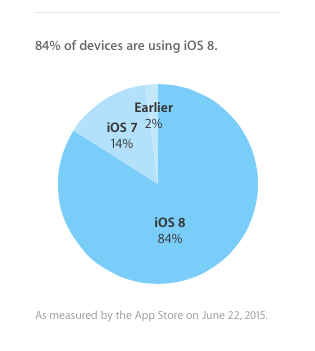 84% of devices are using iOS 8.
Earlier
2%
iOS 7
14%
iOS 8
84%
As measured by the App Store on June 22, 2015.